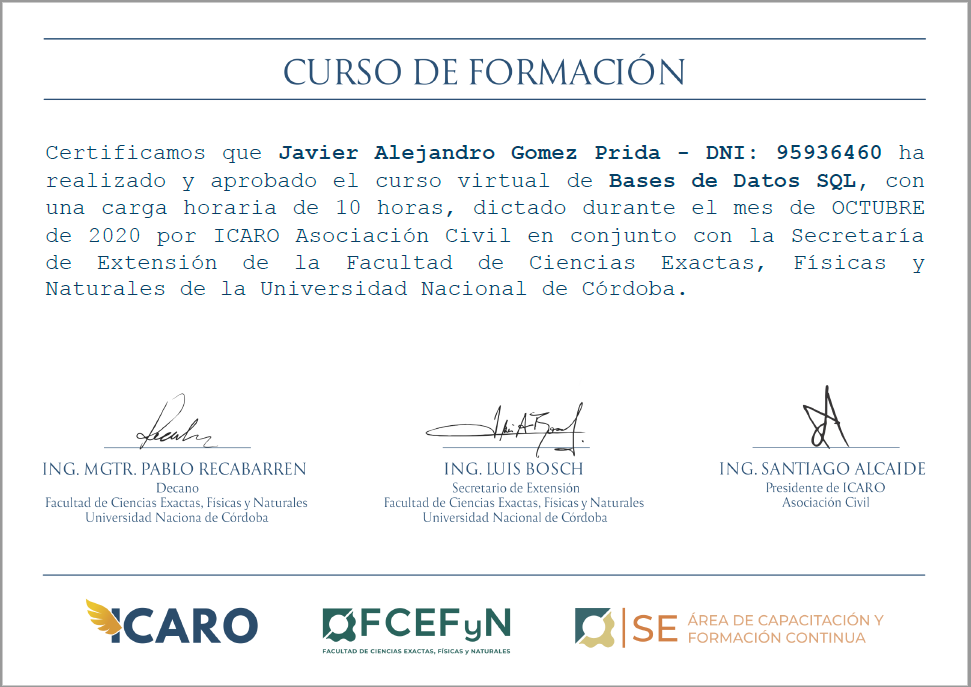 CURSO DE FORMACIÓN
Certificamos que Javier Alejandro Gomez Prida - DNI: 95936460 ha
realizado y aprobado el curso virtual de Bases de Datos SQL, con
una carga horaria de 10 horas, dictado durante el mes de OCTUBRE
de 2020 por ICARO Asociación Civil en conjunto con la Secretaría
de Extensión de la Facultad de Ciencias Exactas, Físicas y
Naturales de la Universidad Nacional de Córdoba.
ING. MGTR. PABLO RECABARREN
Decano
Facultad de Ciencias Exactas, Físicas y Naturales
Universidad Naciona de Córdoba
ING. LUIS BOSCH
Secretario de Extensión
Facultad de Ciencias Exactas, Físicas y Naturales
Universidad Nacional de Córdoba
ING. SANTIAGO ALCAIDE
Presidente de ICARO
Asociación Civil
ICARO
FCEFyN
FACULTAD DE CIENCIAS EXACTAS, FÍSICAS y NATURALES
SE
ÁREA DE CAPACITACIÓN Y
FORMACIÓN CONTINUA